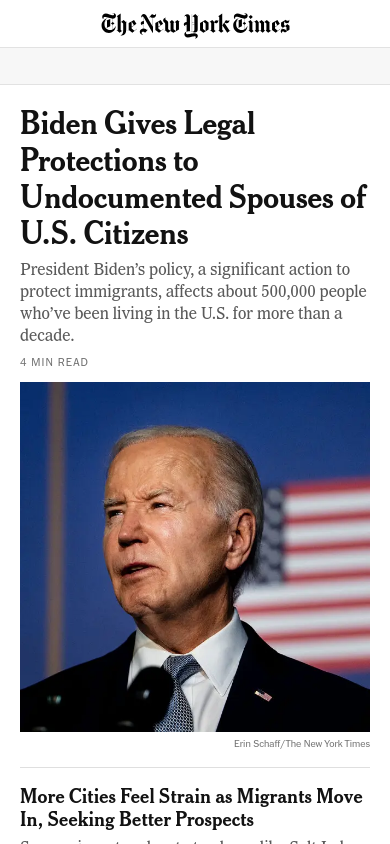 The New York Times
Biden Gives Legal
Protections to
Undocumented Spouses of
U.S. Citizens
President Biden’s policy, a significant action to
protect immigrants, affects about 500,000 people
who’ve been living in the U.S. for more than a
decade.
4 MIN READ
Erin Schaff/The New York Times
More Cities Feel Strain as Migrants Move
In, Seeking Better Prospects